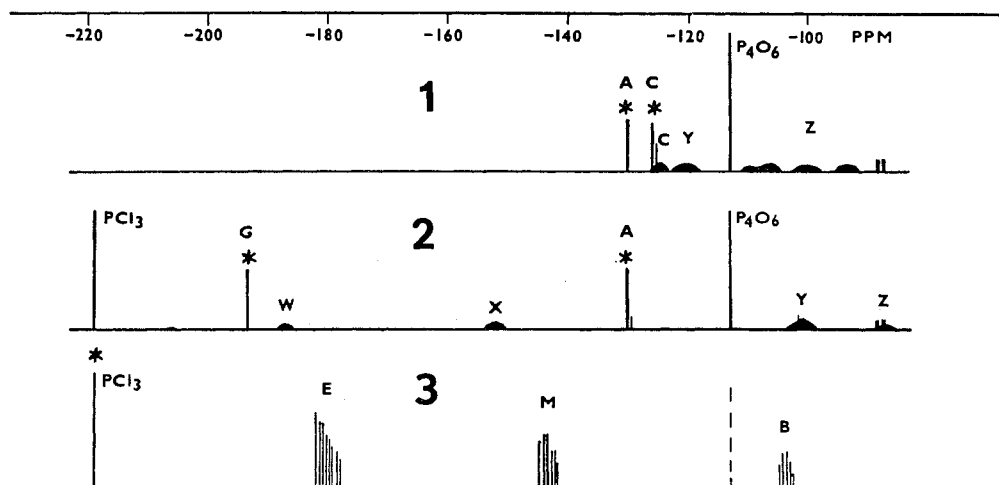 -220 -200 -180 -160 -140 -120 -100 PPM
P4O6
1
A C
* *
C Y Z
PCl3
2
P4O6
G A
* *
W X Y Z
*
PCl3
3
E M B